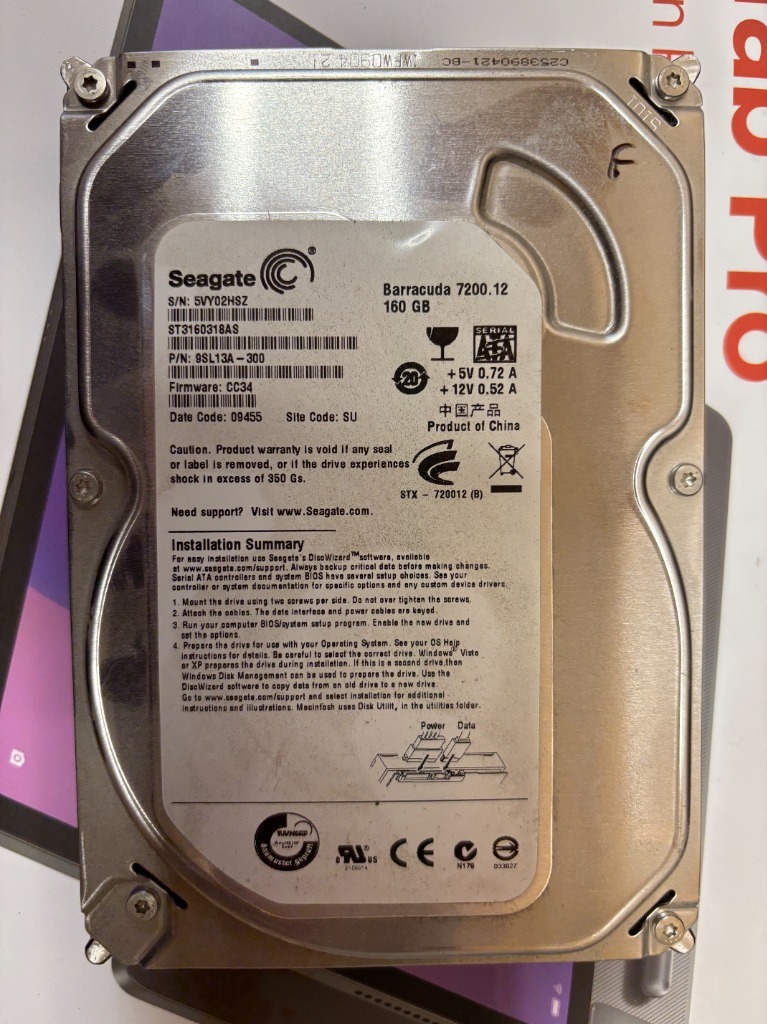 WFW090421
C2538890421-BC
F
Seagate®
S/N: 5VY02HSZ
ST3160318AS
P/N: 9SL13A-300
Firmware: CC34
Date Code: 09455 Site Code: SU
Barracuda 7200.12
160 GB
SERIAL
ATA
20
+5V 0.72 A
+12V 0.52 A
中国产品
Product of China
Caution. Product warranty is void if any seal
or label is removed, or if the drive experiences
shock in excess of 350 Gs.
STX - 720012 (B)
Need support? Visit www.Seagate.com.
Installation Summary
For easy installation use Seagate's DiscWizard™ software, available
at www.seagate.com/support. Always backup critical data before making changes.
Serial ATA controllers and system BIOS have several setup choices. See your
controller or system documentation for specific options and any custom device drivers.
1. Mount the drive using two screws per side. Do not over tighten the screws.
2. Attach the cables. The data interface and power cables are keyed.
3. Run your computer BIOS/system setup program. Enable the new drive and
set the options.
4. Prepare the drive for use with your Operating System. See your OS Help
instructions for details. Be careful to select the correct drive. Windows® Vista
or XP prepares the drive during installation. If this is a second drive,then
Windows Disk Management can be used to prepare the drive. Use the
DiscWizard software to copy data from an old drive to a new drive.
Go to www.seagate.com/support and select installation for additional
instructions and illustrations. Macintosh uses Disk Utilit, in the utilities folder.
Power Data
c RU® US
CE
N176
D33027
ab Pro